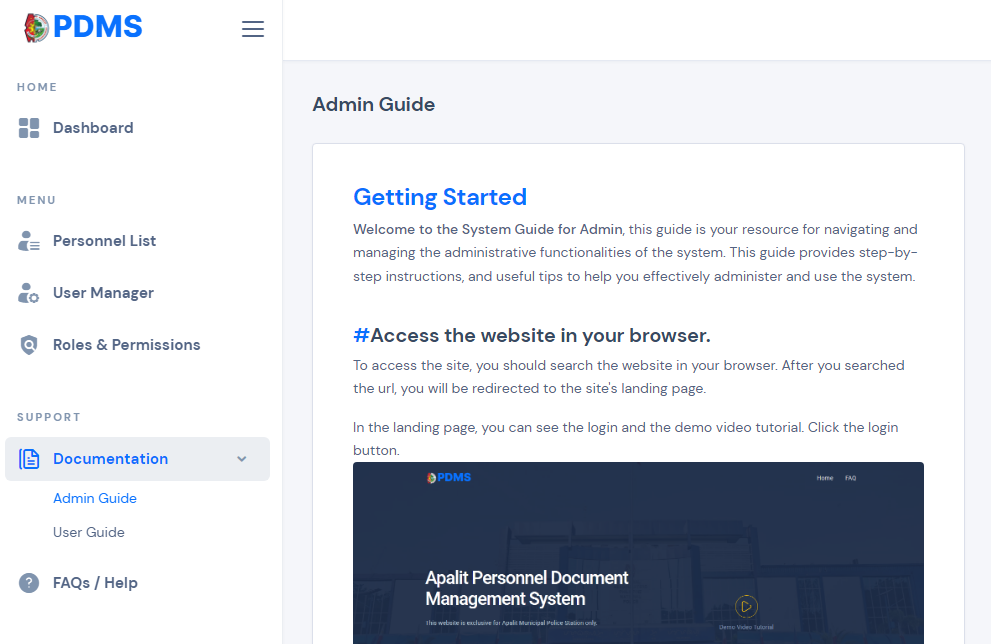 PDMS
HOME
Dashboard
MENU
Personnel List
User Manager
Roles & Permissions
SUPPORT
Documentation
Admin Guide
User Guide
FAQs / Help
Admin Guide
Getting Started
Welcome to the System Guide for Admin, this guide is your resource for navigating and
managing the administrative functionalities of the system. This guide provides step-by-
step instructions, and useful tips to help you effectively administer and use the system.
#Access the website in your browser.
To access the site, you should search the website in your browser. After you searched
the url, you will be redirected to the site's landing page.
In the landing page, you can see the login and the demo video tutorial. Click the login
button.
PDMS
Home FAQ
Apalit Personnel Document
Management System
This website is exclusive for Apalit Municipal Police Station only.
Demo Video Tutorial